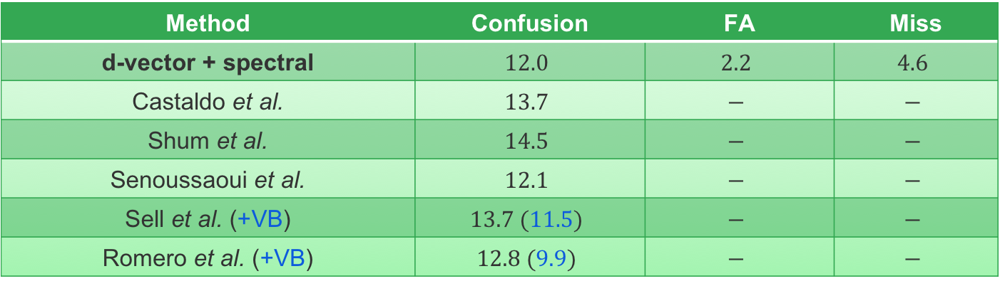 Method Confusion FA Miss
d-vector + spectral 12.0 2.2 4.6
Castaldo et al. 13.7 – –
Shum et al. 14.5 – –
Senoussaoui et al. 12.1 – –
Sell et al. (+VB) 13.7 (11.5) – –
Romero et al. (+VB) 12.8 (9.9) – –